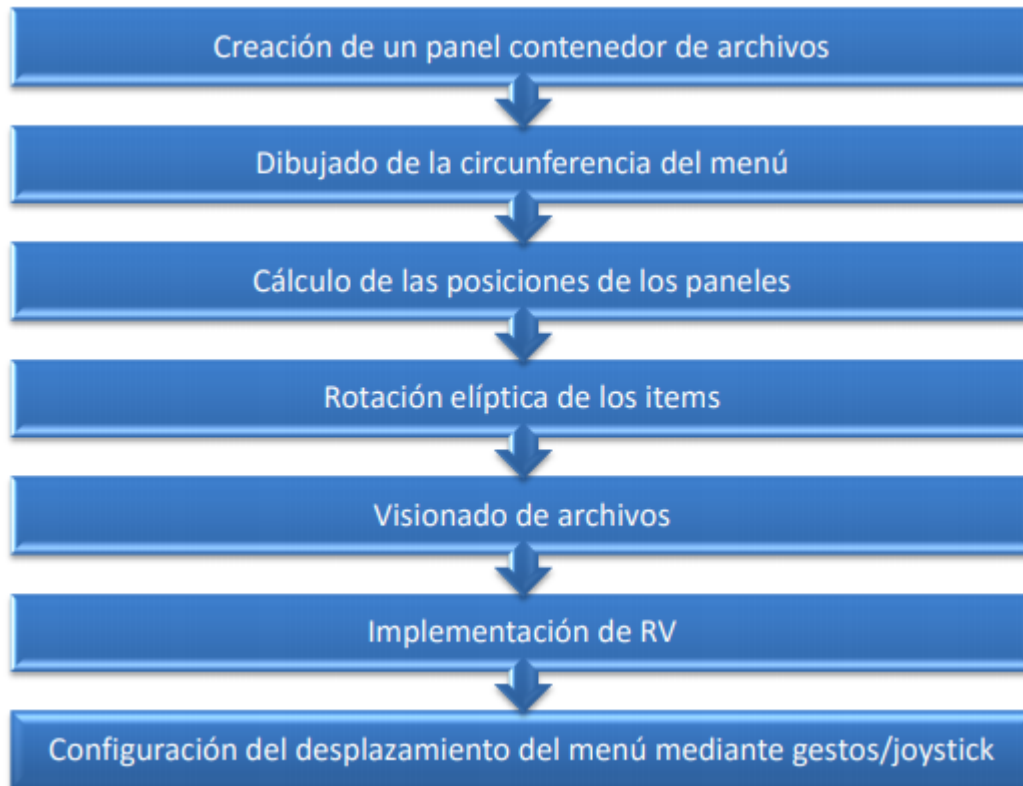 Creación de un panel contenedor de archivos
Dibujado de la circunferencia del menú
Cálculo de las posiciones de los paneles
Rotación elíptica de los items
Visionado de archivos
Implementación de RV
Configuración del desplazamiento del menú mediante gestos/joystick